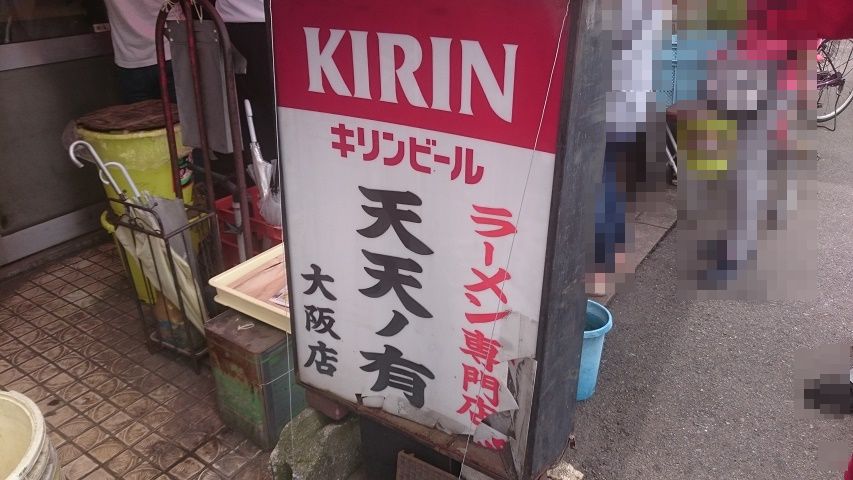 KIRIN
キリンビール
ラーメン専門店
天天ノ有
大阪店